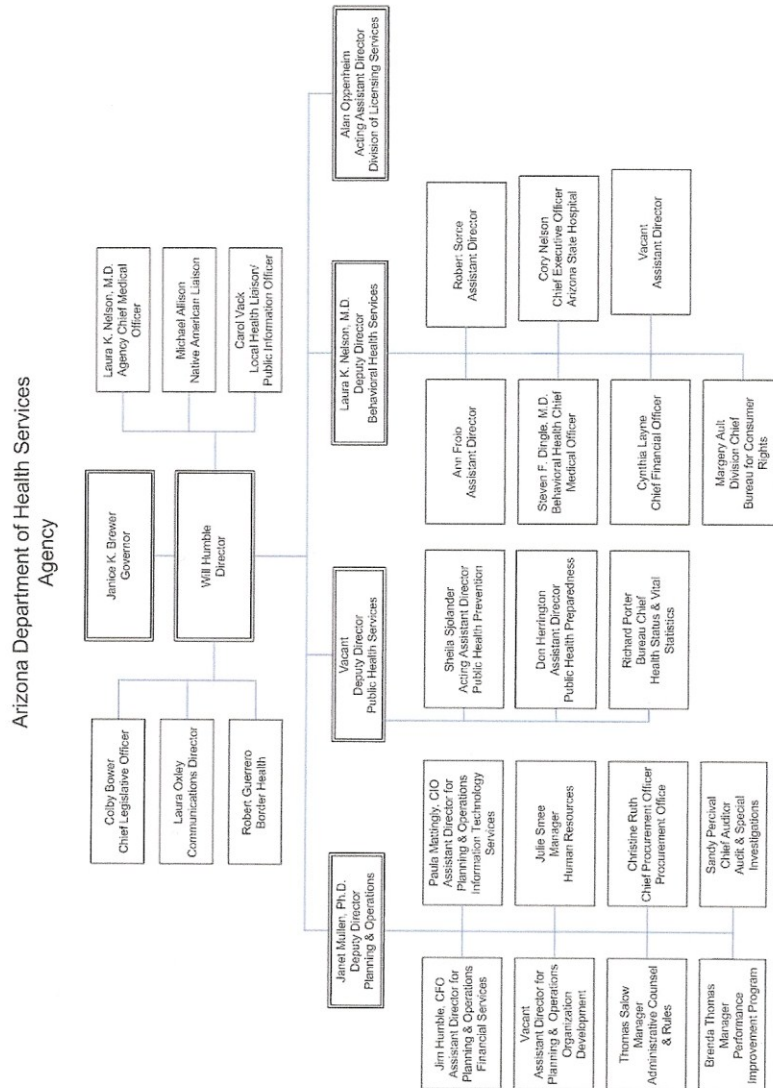 Arizona Department of Health Services
Agency
Janice K. Brewer
Governor
Will Humble
Director
Colby Bower
Chief Legislative Officer
Laura Oxley
Communications Director
Robert Guerrero
Border Health
Laura K. Nelson, M.D.
Agency Chief Medical
Officer
Michael Allison
Native American Liaison
Carol Vack
Local Health Liaison/
Public Information Officer
Janet Mullen, Ph.D.
Deputy Director
Planning & Operations
Vacant
Deputy Director
Public Health Services
Laura K. Nelson, M.D.
Deputy Director
Behavioral Health Services
Alan Oppenheim
Acting Assistant Director
Division of Licensing Services
Jim Humble, CFO
Assistant Director for
Planning & Operations
Financial Services
Paula Mattingly, CIO
Assistant Director for
Planning & Operations
Information Technology
Services
Vacant
Assistant Director for
Planning & Operations
Organization
Development
Julie Smee
Manager
Human Resources
Thomas Salow
Manager
Administrative Counsel
& Rules
Christine Ruth
Chief Procurement Officer
Procurement Office
Brenda Thomas
Manager
Performance
Improvement Program
Sandy Percival
Chief Auditor
Audit & Special
Investigations
Sheila Sjolander
Acting Assistant Director
Public Health Prevention
Don Herrington
Assistant Director
Public Health Preparedness
Richard Porter
Bureau Chief
Health Status & Vital
Statistics
Ann Froio
Assistant Director
Robert Sorce
Assistant Director
Steven F. Dingle, M.D.
Behavioral Health Chief
Medical Officer
Cory Nelson
Chief Executive Officer
Arizona State Hospital
Cynthia Layne
Chief Financial Officer
Vacant
Assistant Director
Margery Ault
Division Chief
Bureau for Consumer
Rights